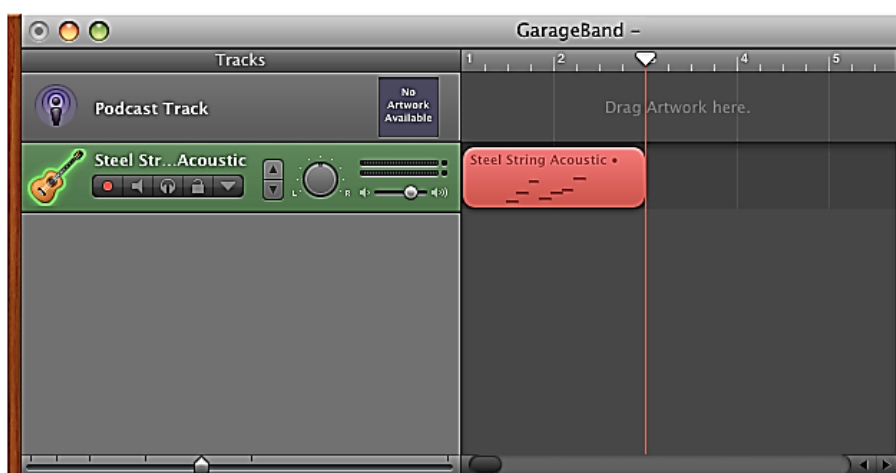 GarageBand –
Tracks
1 2 4 5
Podcast Track
No
Artwork
Available
Drag Artwork here.
Steel Str...Acoustic
L R
Steel String Acoustic •